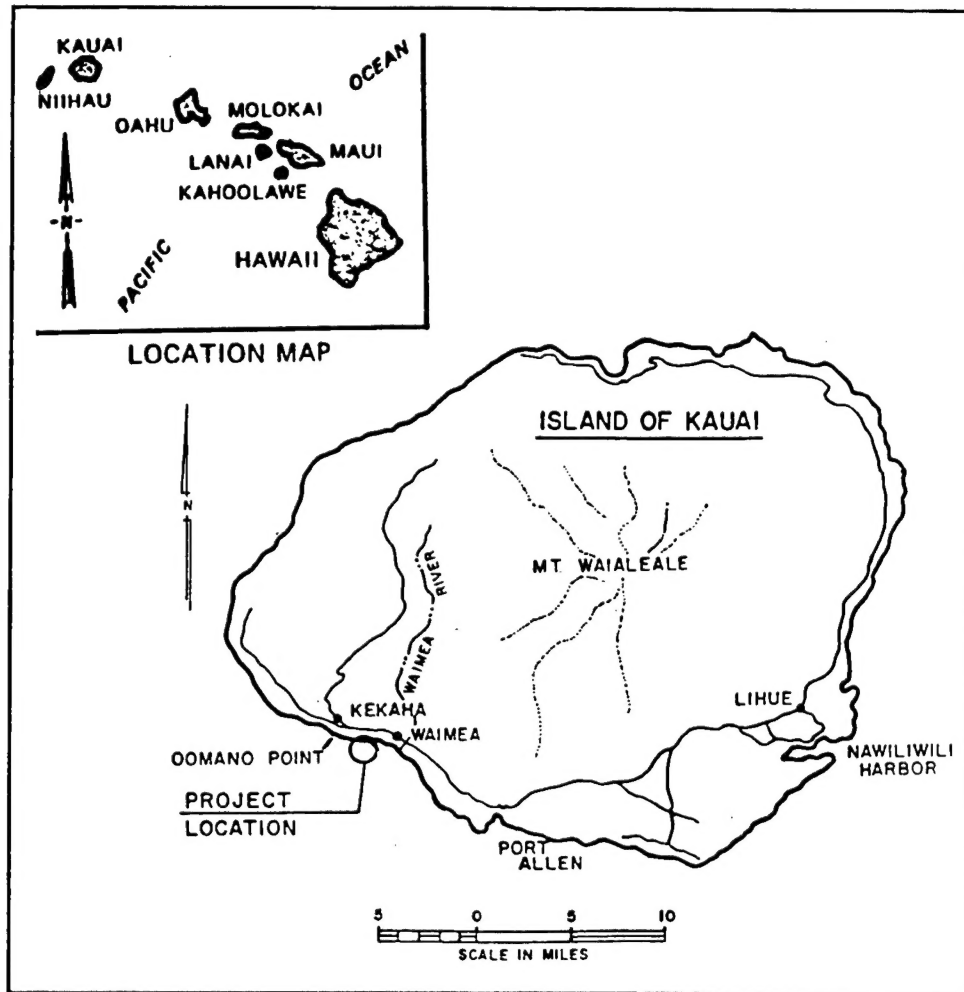 KAUAI
NIIHAU
OAHU
MOLOKAI
LANAI
MAUI
KAHOOLAWE
HAWAII
OCEAN
PACIFIC
-N-
LOCATION MAP
N
ISLAND OF KAUAI
MT. WAIALEALE
WAIMEA RIVER
KEKAHA
WAIMEA
OOMANO POINT
PROJECT
LOCATION
LIHUE
NAWILIWILI
HARBOR
PORT
ALLEN
5 0 5 10
SCALE IN MILES